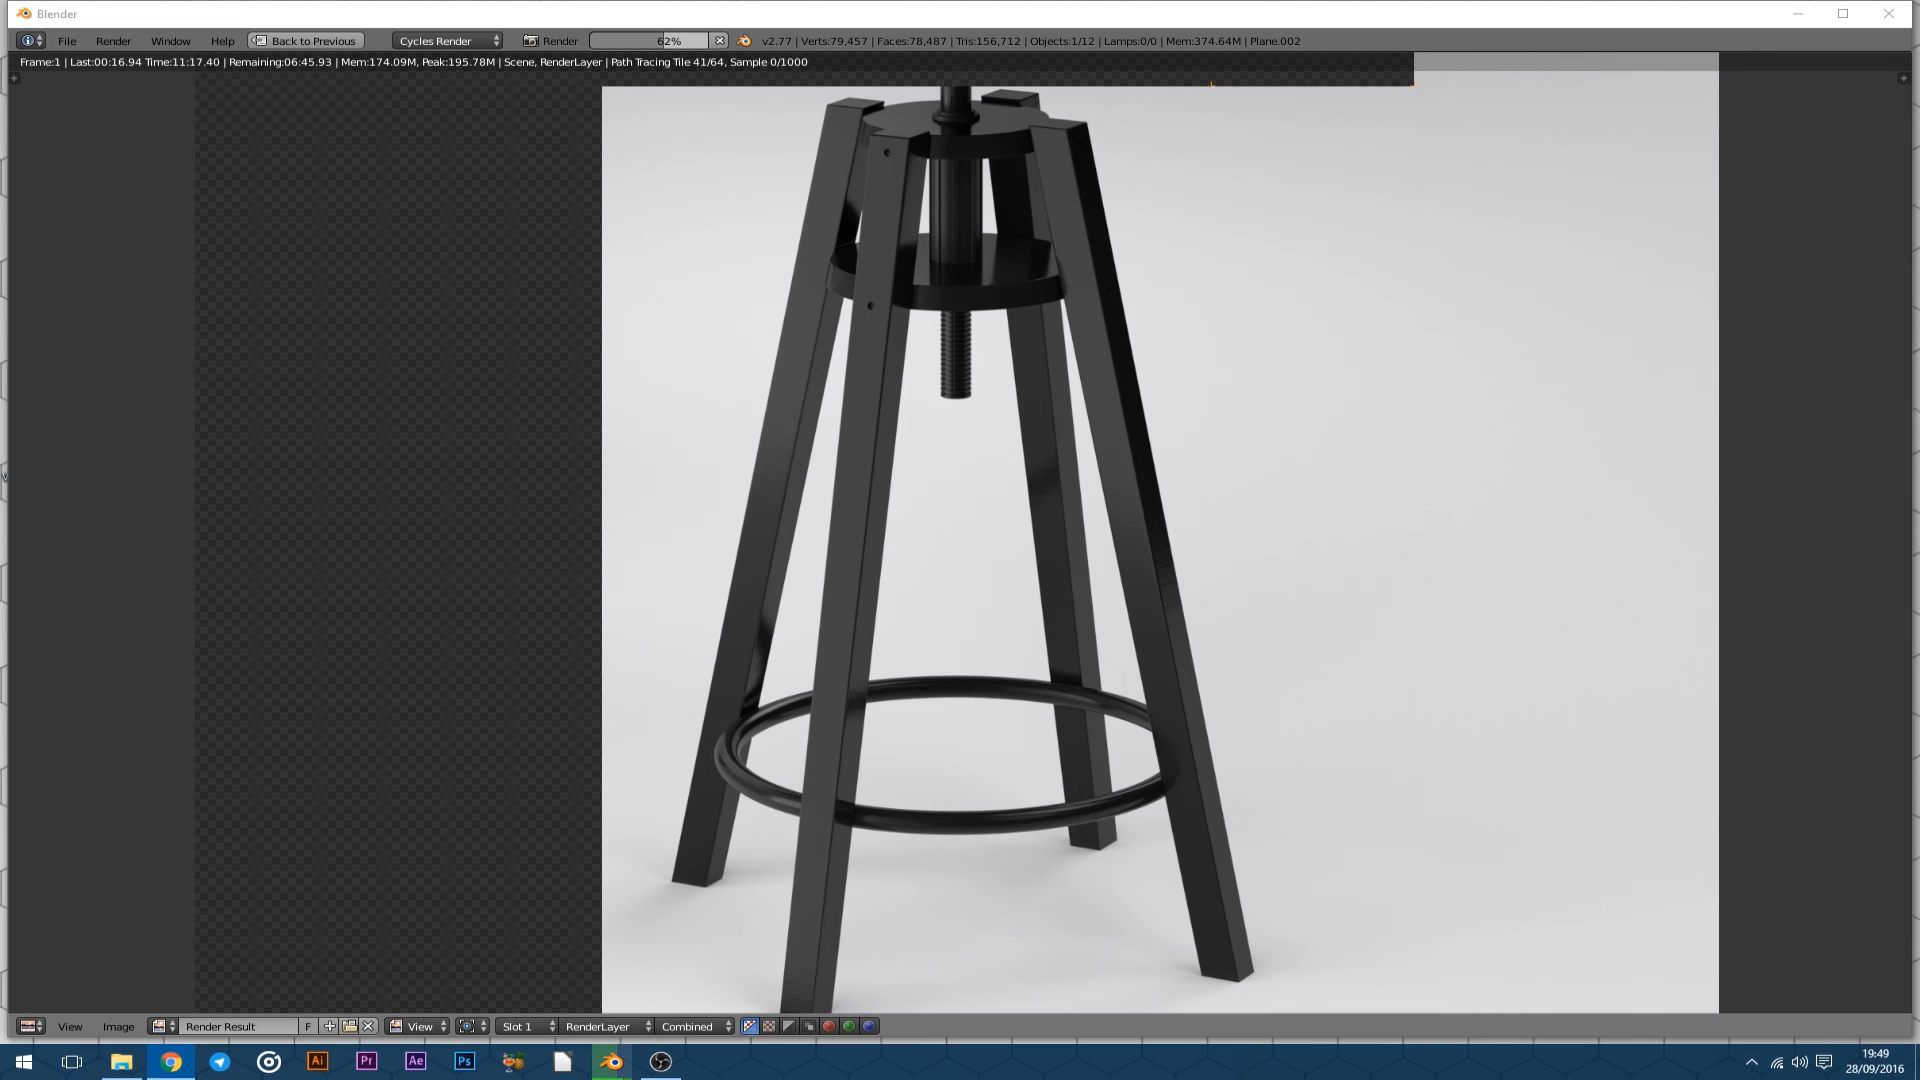 Blender
File Render Window Help Back to Previous Cycles Render Render 62% v2.77 | Verts:79,457 | Faces:78,487 | Tris:156,712 | Objects:1/12 | Lamps:0/0 | Mem:374.64M | Plane.002
Frame:1 | Last:00:16.94 Time:11:17.40 | Remaining:06:45.93 | Mem:174.09M, Peak:195.78M | Scene, RenderLayer | Path Tracing Tile 41/64, Sample 0/1000
View Image Render Result F View Slot 1 RenderLayer Combined
Ai Pr Ae Ps
19:49
28/09/2016